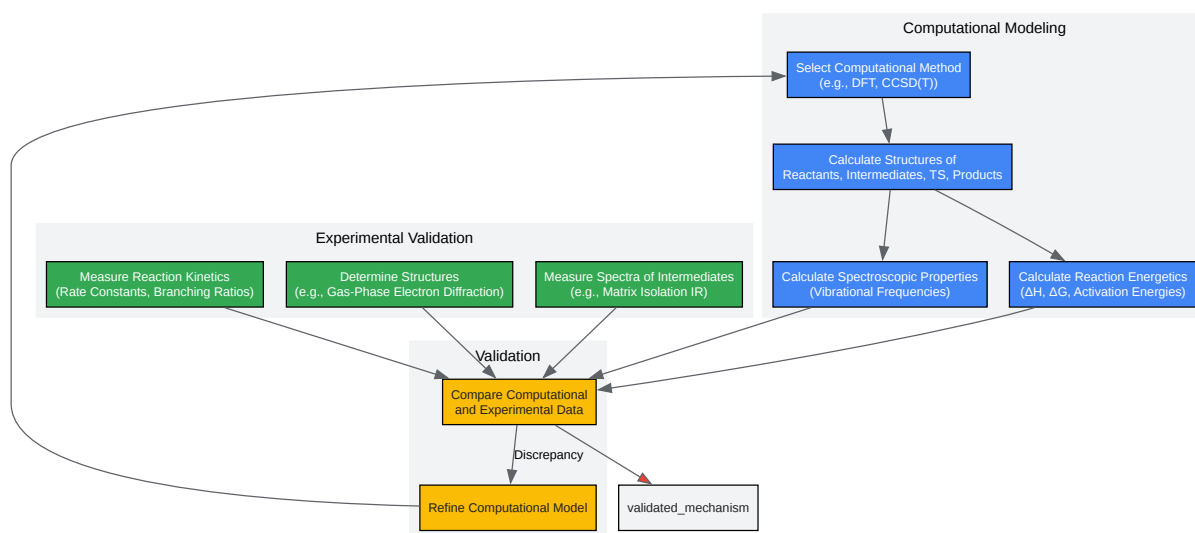 Computational Modeling
Select Computational Method
(e.g., DFT, CCSD(T))
Calculate Structures of
Reactants, Intermediates, TS, Products
Experimental Validation
Measure Reaction Kinetics
(Rate Constants, Branching Ratios)
Determine Structures
(e.g., Gas-Phase Electron Diffraction)
Measure Spectra of Intermediates
(e.g., Matrix Isolation IR)
Calculate Spectroscopic Properties
(Vibrational Frequencies)
Calculate Reaction Energetics
(ΔH, ΔG, Activation Energies)
Validation
Compare Computational
and Experimental Data
Discrepancy
Refine Computational Model
validated_mechanism